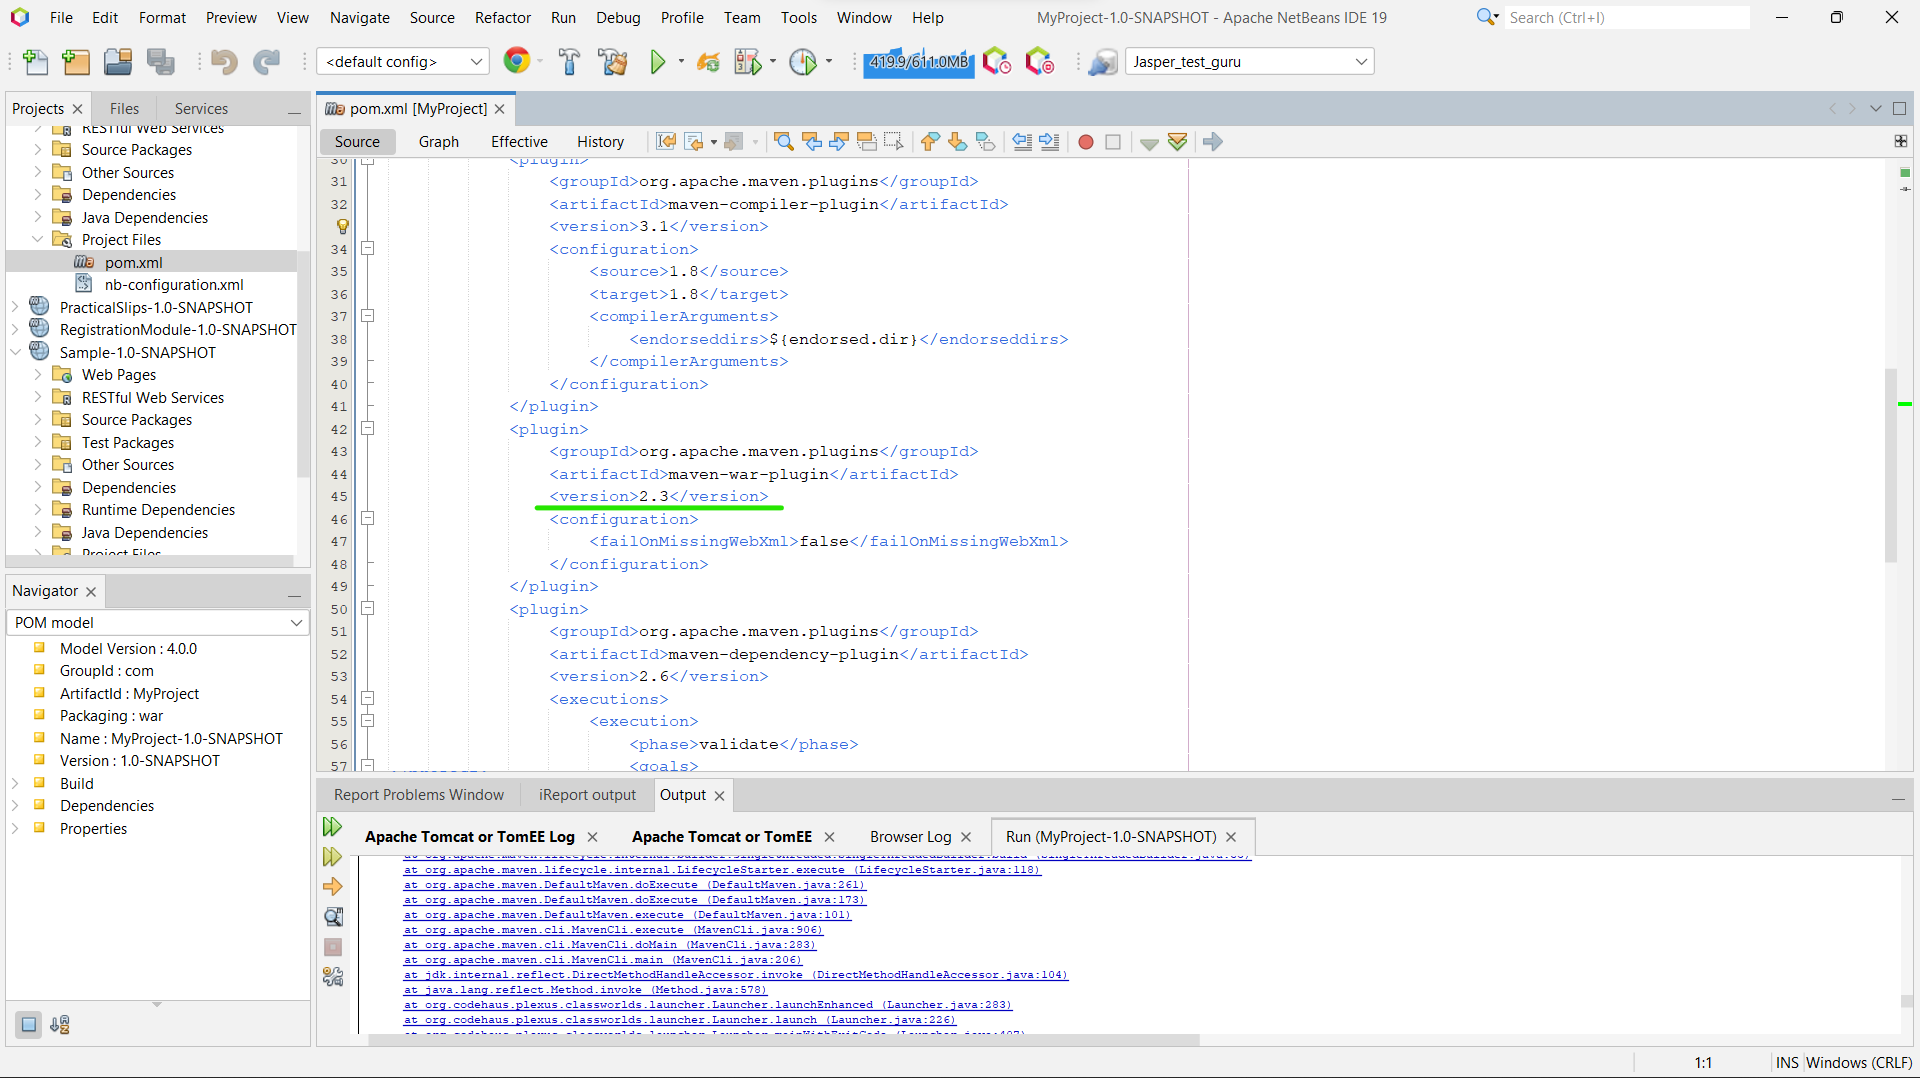 File Edit Format Preview View Navigate Source Refactor Run Debug Profile Team Tools Window Help MyProject-1.0-SNAPSHOT - Apache NetBeans IDE 19 Search (Ctrl+I)
<default config> 419.9/611.0MB Jasper_test_guru
Projects Files Services
RESTful Web Services
Source Packages
Other Sources
Dependencies
Java Dependencies
Project Files
pom.xml
nb-configuration.xml
PracticalSlips-1.0-SNAPSHOT
RegistrationModule-1.0-SNAPSHOT
Sample-1.0-SNAPSHOT
Web Pages
RESTful Web Services
Source Packages
Test Packages
Other Sources
Dependencies
Runtime Dependencies
Java Dependencies
Project Files
Navigator
POM model
Model Version : 4.0.0
GroupId : com
ArtifactId : MyProject
Packaging : war
Name : MyProject-1.0-SNAPSHOT
Version : 1.0-SNAPSHOT
Build
Dependencies
Properties
pom.xml [MyProject]
Source Graph Effective History
30 <plugin>
31 <groupId>org.apache.maven.plugins</groupId>
32 <artifactId>maven-compiler-plugin</artifactId>
<version>3.1</version>
34 <configuration>
35 <source>1.8</source>
36 <target>1.8</target>
37 <compilerArguments>
38 <endorseddirs>${endorsed.dir}</endorseddirs>
39 </compilerArguments>
40 </configuration>
41 </plugin>
42 <plugin>
43 <groupId>org.apache.maven.plugins</groupId>
44 <artifactId>maven-war-plugin</artifactId>
45 <version>2.3</version>
46 <configuration>
47 <failOnMissingWebXml>false</failOnMissingWebXml>
48 </configuration>
49 </plugin>
50 <plugin>
51 <groupId>org.apache.maven.plugins</groupId>
52 <artifactId>maven-dependency-plugin</artifactId>
53 <version>2.6</version>
54 <executions>
55 <execution>
56 <phase>validate</phase>
57 <goals>
Report Problems Window iReport output Output
Apache Tomcat or TomEE Log Apache Tomcat or TomEE Browser Log Run (MyProject-1.0-SNAPSHOT)
at org.apache.maven.lifecycle.internal.LifecycleStarter.execute (LifecycleStarter.java:118)
at org.apache.maven.DefaultMaven.doExecute (DefaultMaven.java:261)
at org.apache.maven.DefaultMaven.doExecute (DefaultMaven.java:173)
at org.apache.maven.DefaultMaven.execute (DefaultMaven.java:101)
at org.apache.maven.cli.MavenCli.execute (MavenCli.java:906)
at org.apache.maven.cli.MavenCli.doMain (MavenCli.java:283)
at org.apache.maven.cli.MavenCli.main (MavenCli.java:206)
at jdk.internal.reflect.DirectMethodHandleAccessor.invoke (DirectMethodHandleAccessor.java:104)
at java.lang.reflect.Method.invoke (Method.java:578)
at org.codehaus.plexus.classworlds.launcher.Launcher.launchEnhanced (Launcher.java:283)
at org.codehaus.plexus.classworlds.launcher.Launcher.launch (Launcher.java:226)
1:1 INS Windows (CRLF)